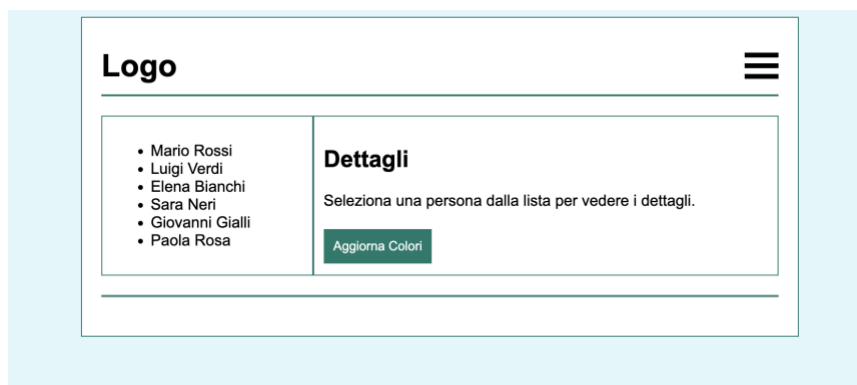 Logo
Mario Rossi
Luigi Verdi
Elena Bianchi
Sara Neri
Giovanni Gialli
Paola Rosa
Dettagli
Seleziona una persona dalla lista per vedere i dettagli.
Aggiorna Colori